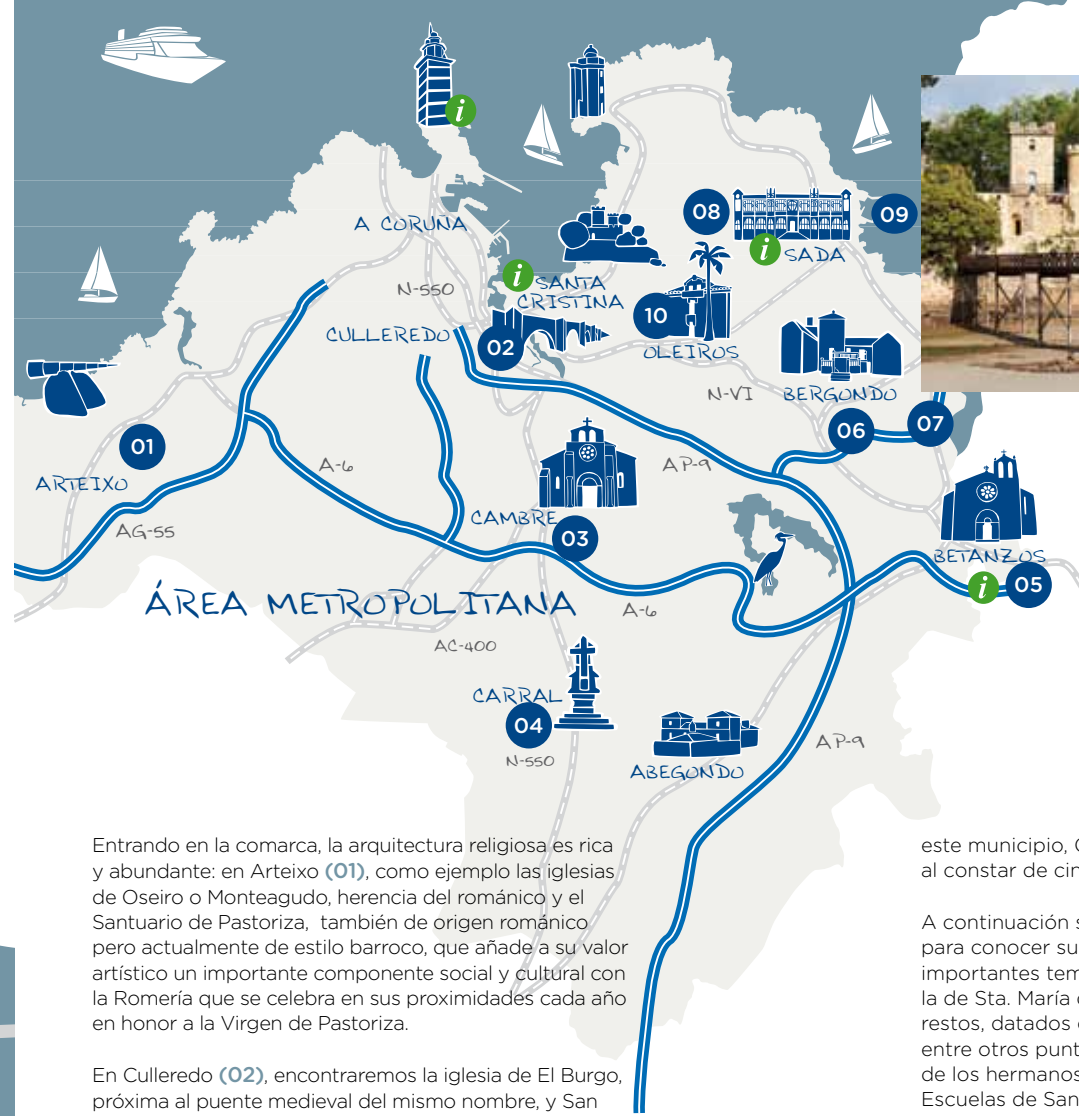 i
A CORUÑA
08
09
i SADA
N-550
i SANTA
CRISTINA
10
CULLEREDO
02
OLEIROS
N-VI
BERGONDO
01
06
07
ARTEIXO
A-6
AP-9
AG-55
CAMBRE
03
BETANZOS
i 05
ÁREA METROPOLITANA
A-6
AC-400
CARRAL
04
N-550
ABEGONDO
AP-9
Entrando en la comarca, la arquitectura religiosa es rica
y abundante: en Arteixo (01), como ejemplo las iglesias
de Oseiro o Monteagudo, herencia del románico y el
Santuario de Pastoriza, también de origen románico
pero actualmente de estilo barroco, que añade a su valor
artístico un importante componente social y cultural con
la Romería que se celebra en sus proximidades cada año
en honor a la Virgen de Pastoriza.
En Culleredo (02), encontraremos la iglesia de El Burgo,
próxima al puente medieval del mismo nombre, y San
este municipio,
al constar de
A continuación
para conocer
importantes
la de Sta. María
restos, datados
entre otros
de los hermanos
Escuelas de